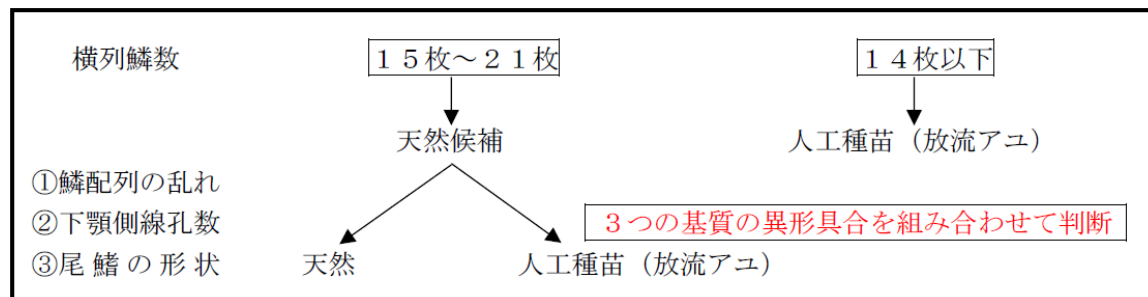 横列鱗数 １５枚～２１枚 １４枚以下
天然候補 人工種苗（放流アユ）
①鱗配列の乱れ
②下顎側線孔数 ３つの基質の異形具合を組み合わせて判断
③尾鰭の形状 天然 人工種苗（放流アユ）